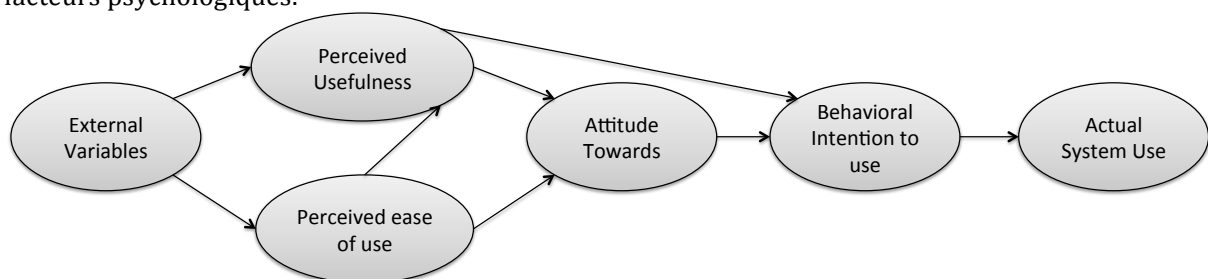 facteurs psychologiques.
Perceived
Usefulness
External
Variables
Perceived ease
of use
Attitude
Towards
Behavioral
Intention to
use
Actual
System Use